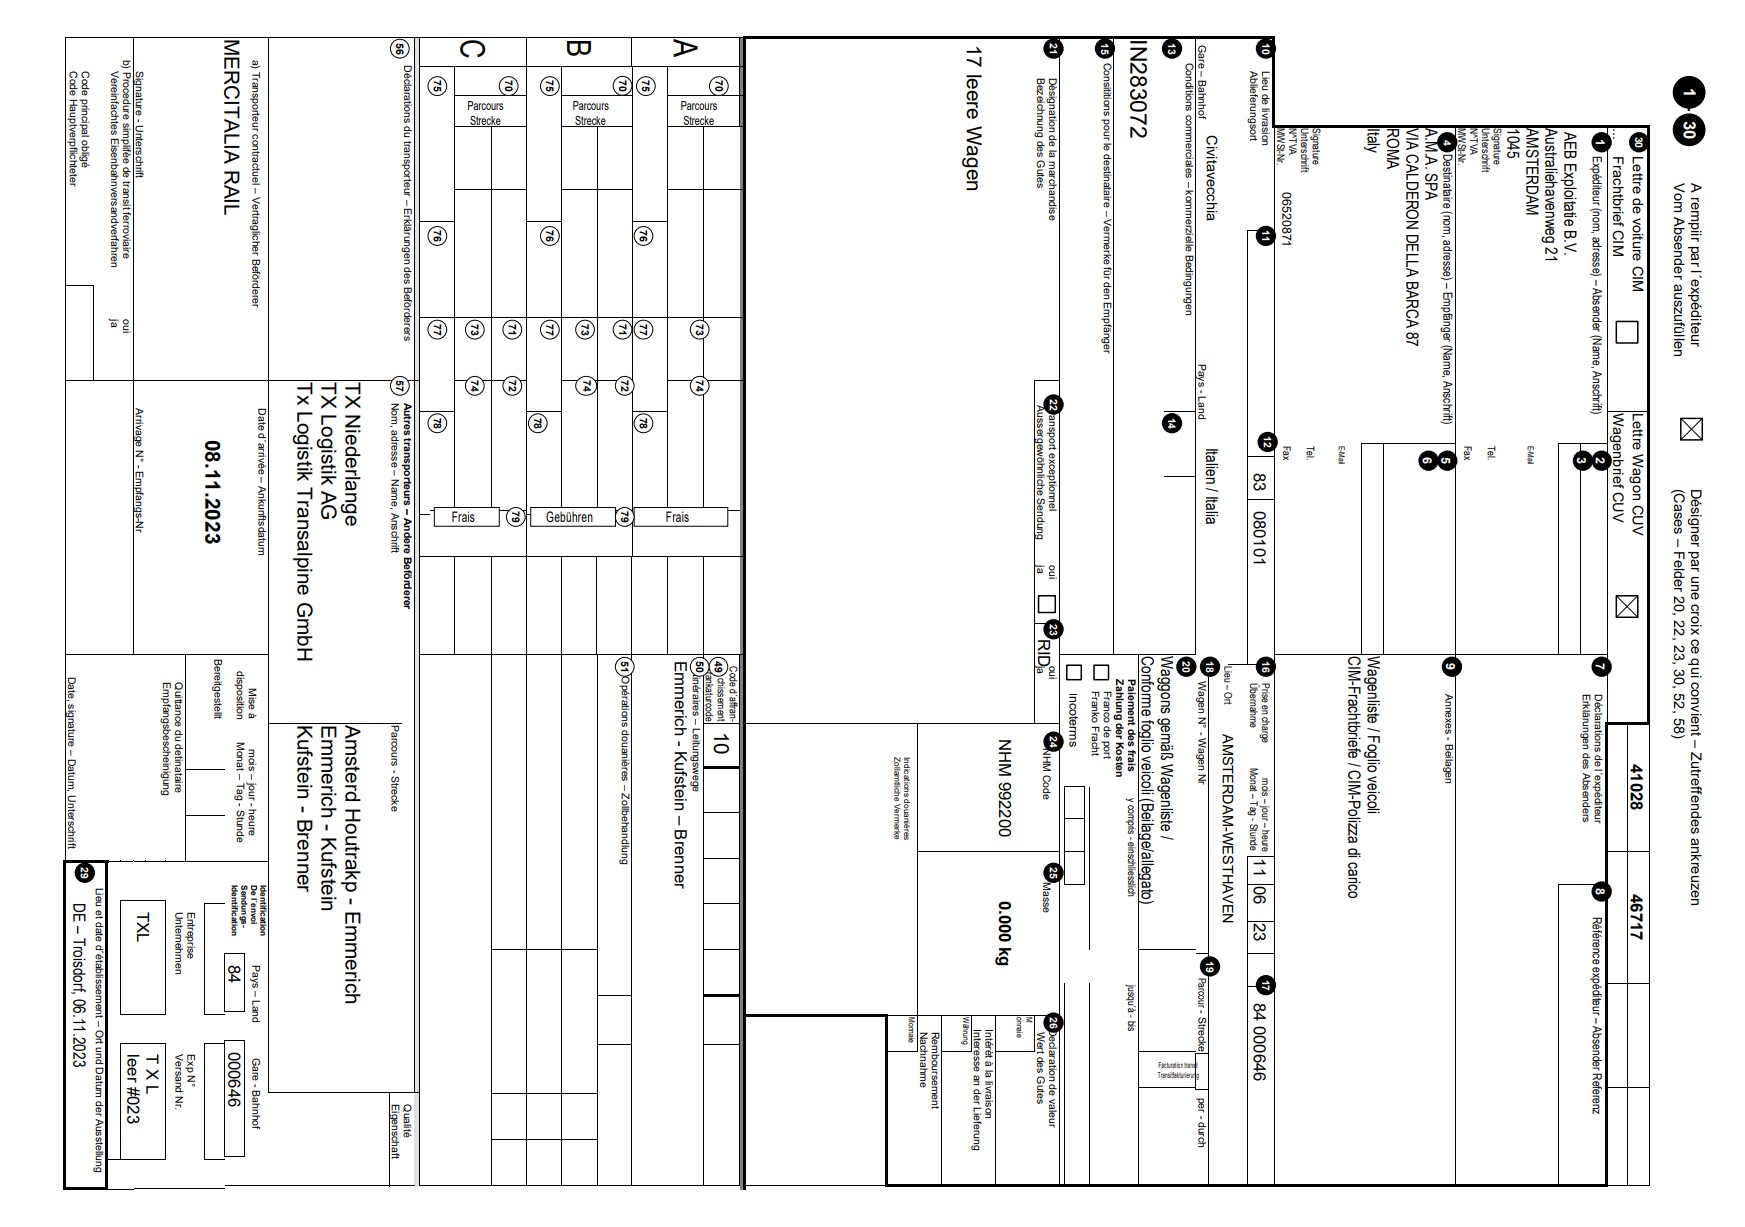 1 - 30 A rempiir par l´expéditeur Désigner par une croix ce qui convient – Zutreffendes ankreuzen
Vom Absender auszufüllen (Cases – Felder 20, 22, 23, 30, 52, 58)
30 Lettre de voiture CIM Lettre Wagon CUV 41028 46717
... Frachtbrief CIM Wagenbrief CUV
1 Expéditeur (nom, adresse) – Absender (Name, Anschrift) 2
3
7 Déclarations de l´expéditeur
Erklärungen des Absenders
8 Référence expéditeur – Absender Referenz
AEB Exploitatie B.V.
Australiehavenweg 21
AMSTERDAM
1045
E-Mail
Signature
Unterschrift
Tel.
N^TVA
MWSt-Nr.
Fax
4 Destinataire (nom, adresse) – Empfänger (Name, Anschrift) 5
6
9 Annexes - Beilagen
A.M.A. SPA
VIA CALDERON DELLA BARCA 87
ROMA
Italy
Wagenliste / Foglio veicoli
CIM-Frachtbriefe / CIM-Polizza di carico
E-Mail
Signature
Unterschrift
Tel.
N^TVA
MWSt-Nr. 06520871
Fax
10 Lieu de livrasion
Ablieferungsort
11
12 83 080101
16 Prise en charge mois – jour – heure 11 06 23 17 84 000646
Übernahme Monat – Tag - Stunde
Lieu – Ort AMSTERDAM-WESTHAVEN
Civitavecchia Italien / Italia
Gare – Bahnhof Pays - Land
18 Wagen N° - Wagen Nr 19 Parcour - Strecke per - durch
Conditions commerciales – kommerzielle Bedingungen
13 14
IN283072
20
Waggons gemäß Wagenliste /
Conforme foglio veicoli (Beilage/allegato)
Facturation transit
Transitfakturierung
Paiement des frais y compris - einschliesslich jusqu´à - bis
Zahlung der Kosten
Franco de port
Franko Fracht
Incoterms
15 Consititions pour le destinataire – Vermerke für den Empfänger
21 Dèsignation de la marchandise
Bezeichnung des Gutes
22 transport exceptionnel oui
Aussergewöhnliche Sendung ja
23 RID oui
ja
24 NHM Code 25 Masse 26 Declaration de valeur
Wert des Gutes
M
onnaie
NHM 992200 0.000 kg
17 leere Wagen
Intérèt à la livraison
Interesse an der Lieferung
Währung
Remboursement
Nachnahme
Monnaie
Indications douanières
Zollamtliche Vermerke
A 70 Parcours
Strecke
73 74
75 76 77 78
Frais
49 Code d´affran-
chissement
rankaturcode
10
50 tinéraires – Leitungswege
Emmerich - Kufstein – Brenner
B 70 Parcours
Strecke
71 72 79
73 74
75 76 77 78
Gebühren
51 Opérations douanières – Zollbehandlung
C 70 Parcours
Strecke
71 72 79
73 74
75 76 77 78
Frais
56 Déclarations du transporteur – Erklärungen des Beförderers
57 Autres transporteurs – Andere Beförderer
Nom, adresse – Name, Anschrift Parcours - Strecke
Qualité
Eigenschaft
TX Niederlange Amsterd Houtrakp - Emmerich
TX Logistik AG Emmerich - Kufstein
Tx Logistik Transalpine GmbH Kufstein - Brenner
a) Transporteur contractuel – Vertraglicher Beförderer
MERCITALIA RAIL
Signature - Unterschrift
Date d´arrivée – Ankunftsdatum
08.11.2023
Arrivage N° - Empfangs-Nr
Mise à mois – jour - heure
disposition Monat – Tag - Stunde
Bereitgestellt
Quittance du detinataire
Empfangsbescheinigung
Identification
De l´envoi
Sendungs-
Identification
Pays – Land Gare - Bahnhof
84 000646
Entreprise Exp N°
Unternehmen Versand Nr.
TXL T X L
leer #023
b) Procedure simplifèe de transit ferroviaire oui
Vereinfachtes Eisenbahnversandverfahren ja
Code principal obligé
Code Hauptverpflichteter
Date, signature – Datum, Unterschrift
29 Lieu et date d´établissement – Ort und Datum der Ausstellung
DE – Troisdorf, 06.11.2023